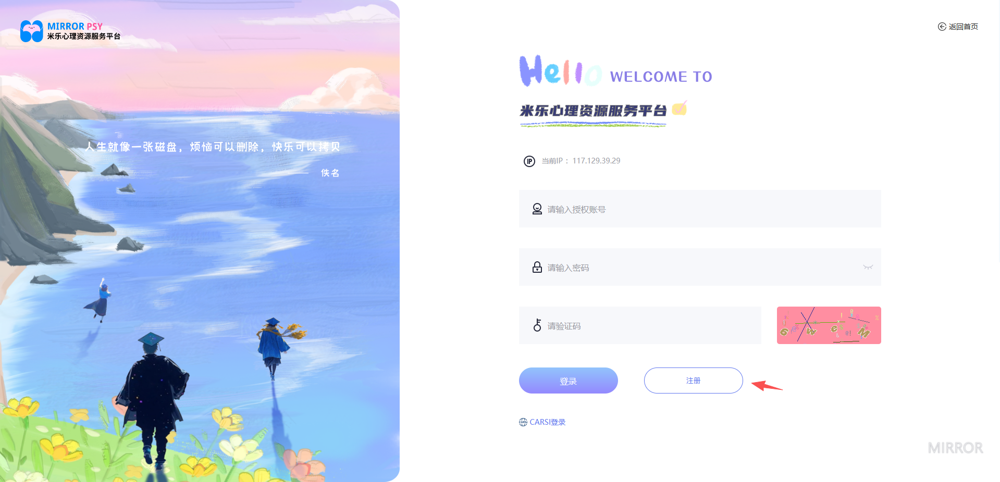 MIRROR PSY
米乐心理资源服务平台
人生就像一张磁盘，烦恼可以删除，快乐可以拷贝
佚名
返回首页
Hello WELCOME TO
米乐心理资源服务平台
IP 当前IP： 117.129.39.29
请输入授权账号
请输入密码
请验证码
G w e M
登录
注册
CARSI登录
MIRROR